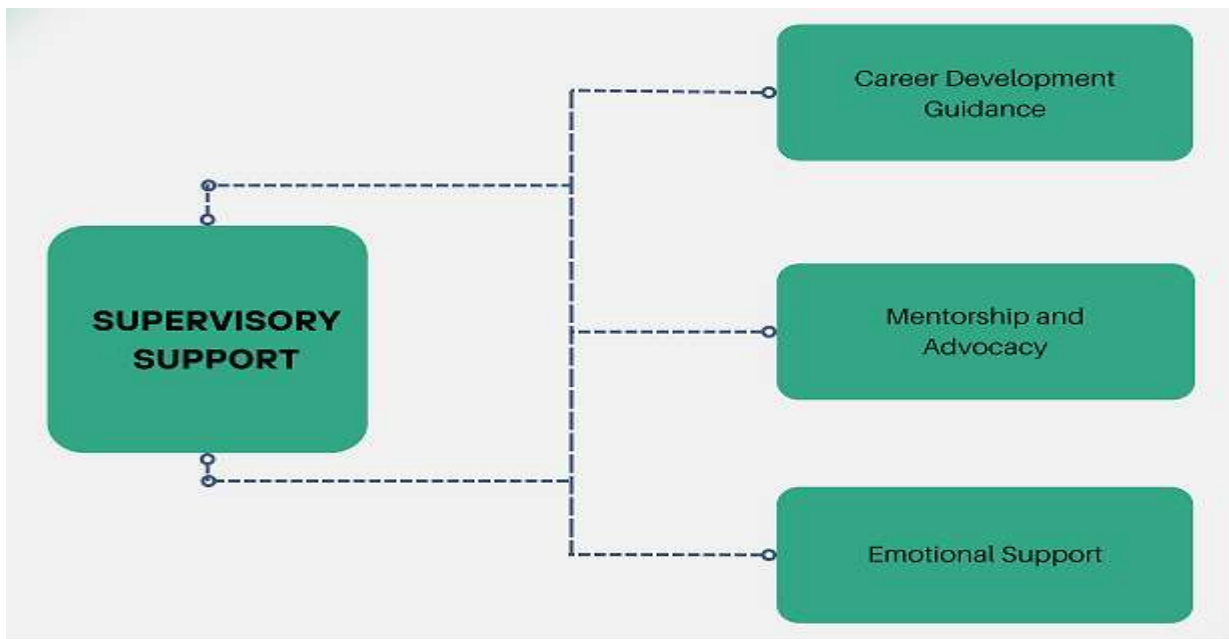 SUPERVISORY
SUPPORT
Career Development
Guidance
Mentorship and
Advocacy
Emotional Support